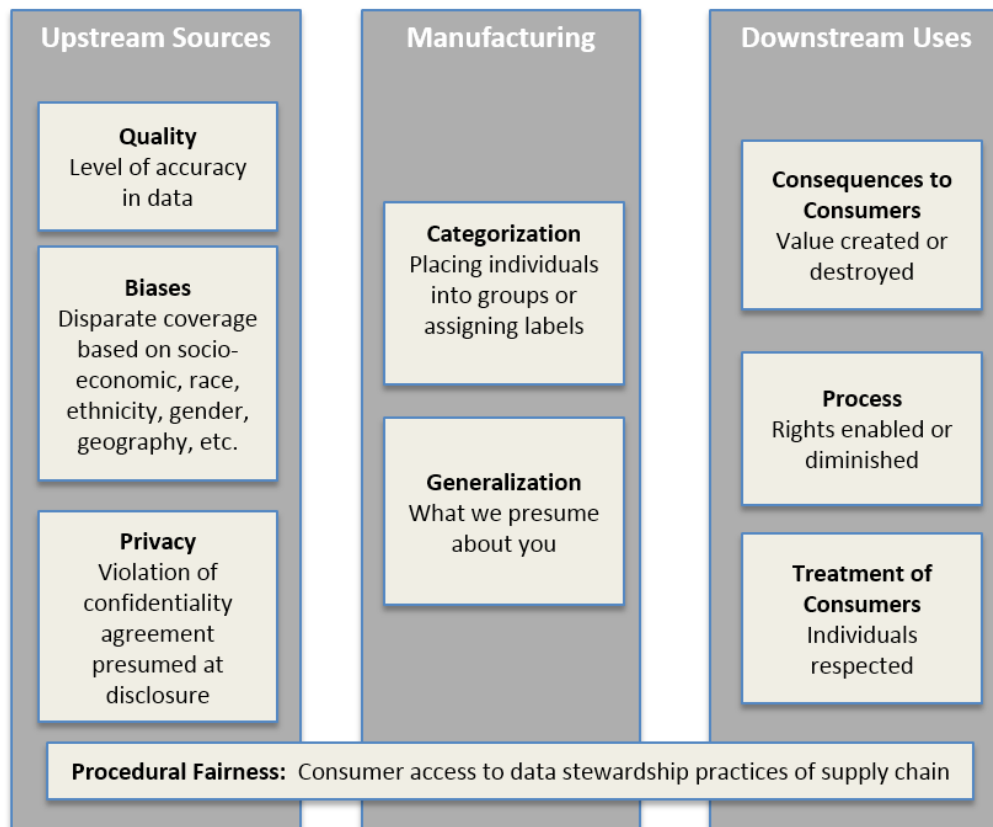 Upstream Sources
Quality
Level of accuracy
in data
Biases
Disparate coverage
based on socio-
economic, race,
ethnicity, gender,
geography, etc.
Privacy
Violation of
confidentiality
agreement
presumed at
disclosure
Manufacturing
Categorization
Placing individuals
into groups or
assigning labels
Generalization
What we presume
about you
Downstream Uses
Consequences to
Consumers
Value created or
destroyed
Process
Rights enabled or
diminished
Treatment of
Consumers
Individuals
respected
Procedural Fairness: Consumer access to data stewardship practices of supply chain